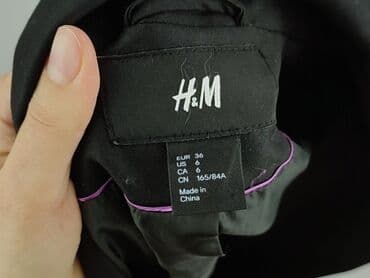 H&M
EUR 36
US 6
CA 6
CN 165/84A
Made in
China